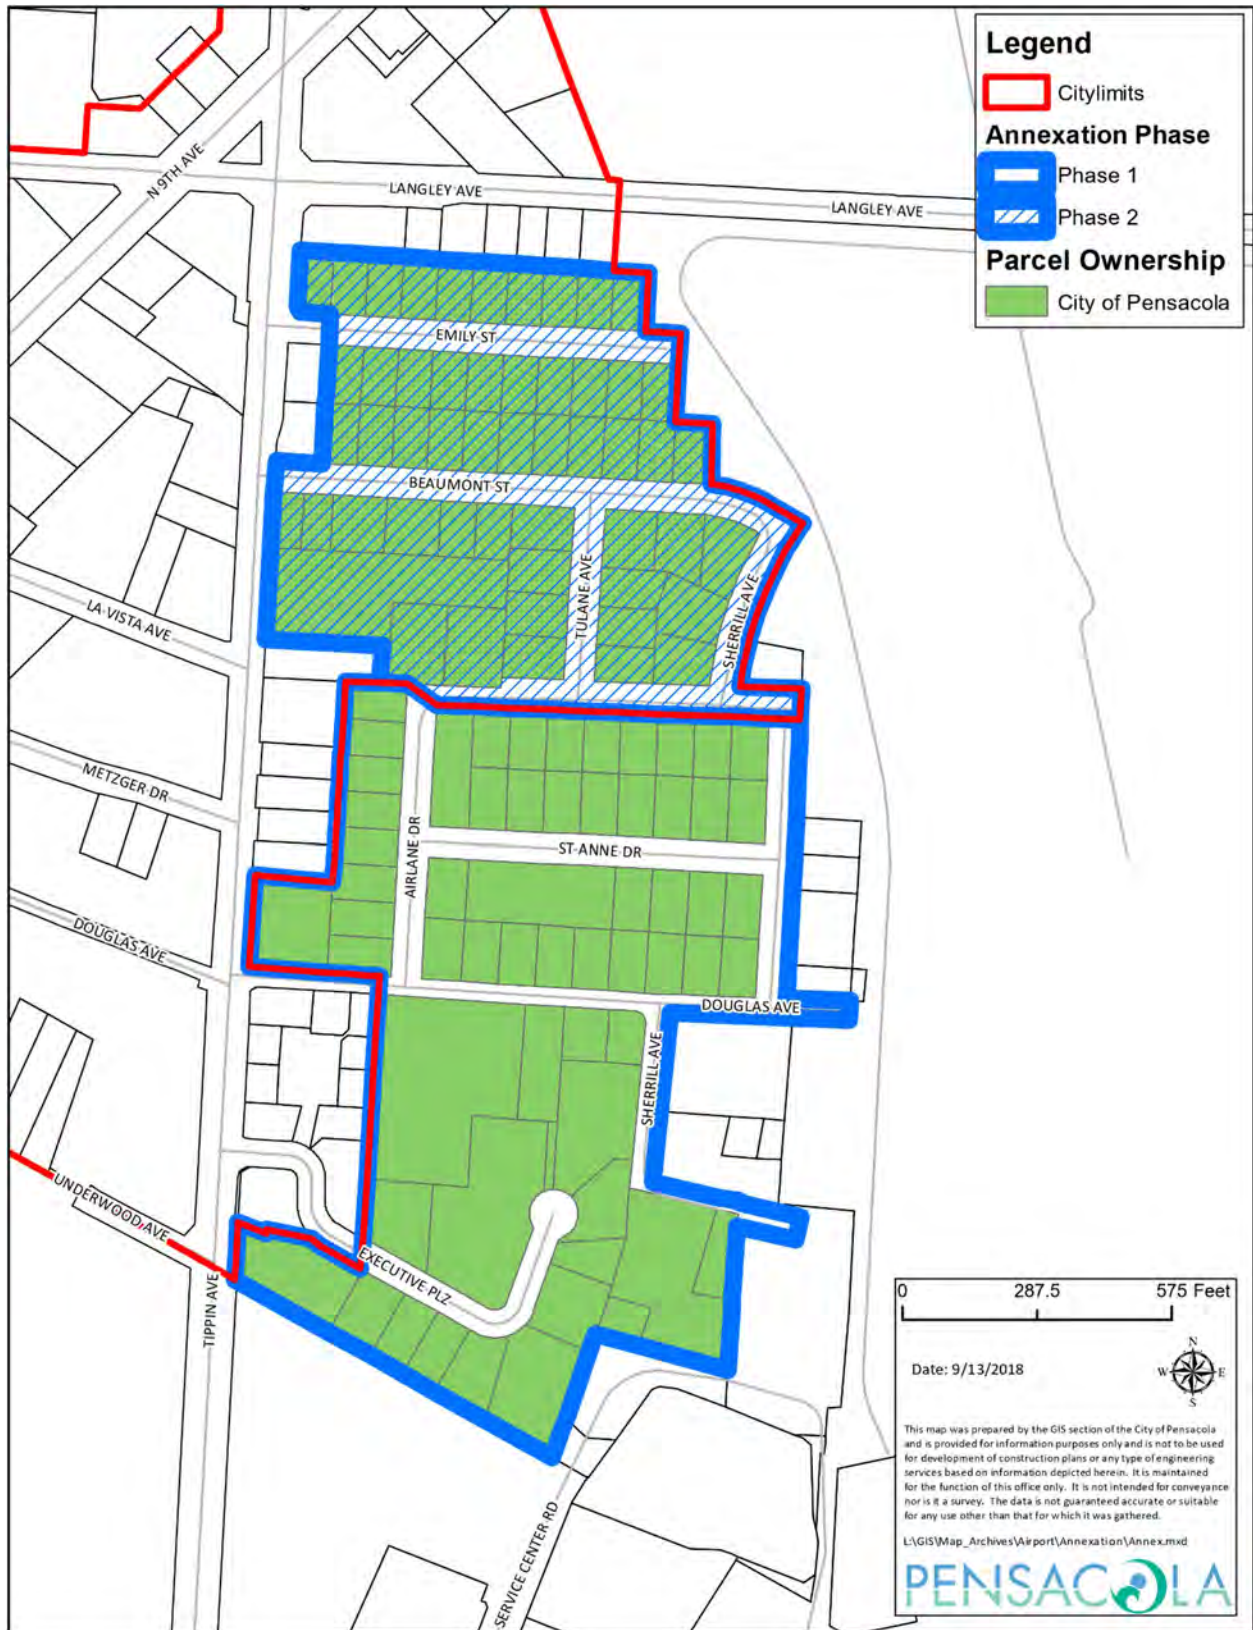 Legend
Citylimits
Annexation Phase
Phase 1
Phase 2
Parcel Ownership
City of Pensacola
N 9TH AVE
LANGLEY AVE
LANGLEY AVE
EMILY ST
BEAUMONT ST
TULANE AVE
SHERRILL AVE
LA VISTA AVE
METZGER DR
AIRLANE DR
ST ANNE DR
DOUGLAS AVE
DOUGLAS AVE
SHERRILL AVE
UNDERWOOD AVE
EXECUTIVE PLZ
TIPPIN AVE
SERVICE CENTER RD
0 287.5 575 Feet
Date: 9/13/2018
N
W E
S
This map was prepared by the GIS section of the City of Pensacola
and is provided for information purposes only and is not to be used
for development of construction plans or any type of engineering
services based on information depicted herein. It is maintained
for the function of this office only. It is not intended for conveyance
nor is it a survey. The data is not guaranteed accurate or suitable
for any use other than that for which it was gathered.
L:\GIS\Map_Archives\Airport\Annexation\Annex.mxd
PENSACOLA